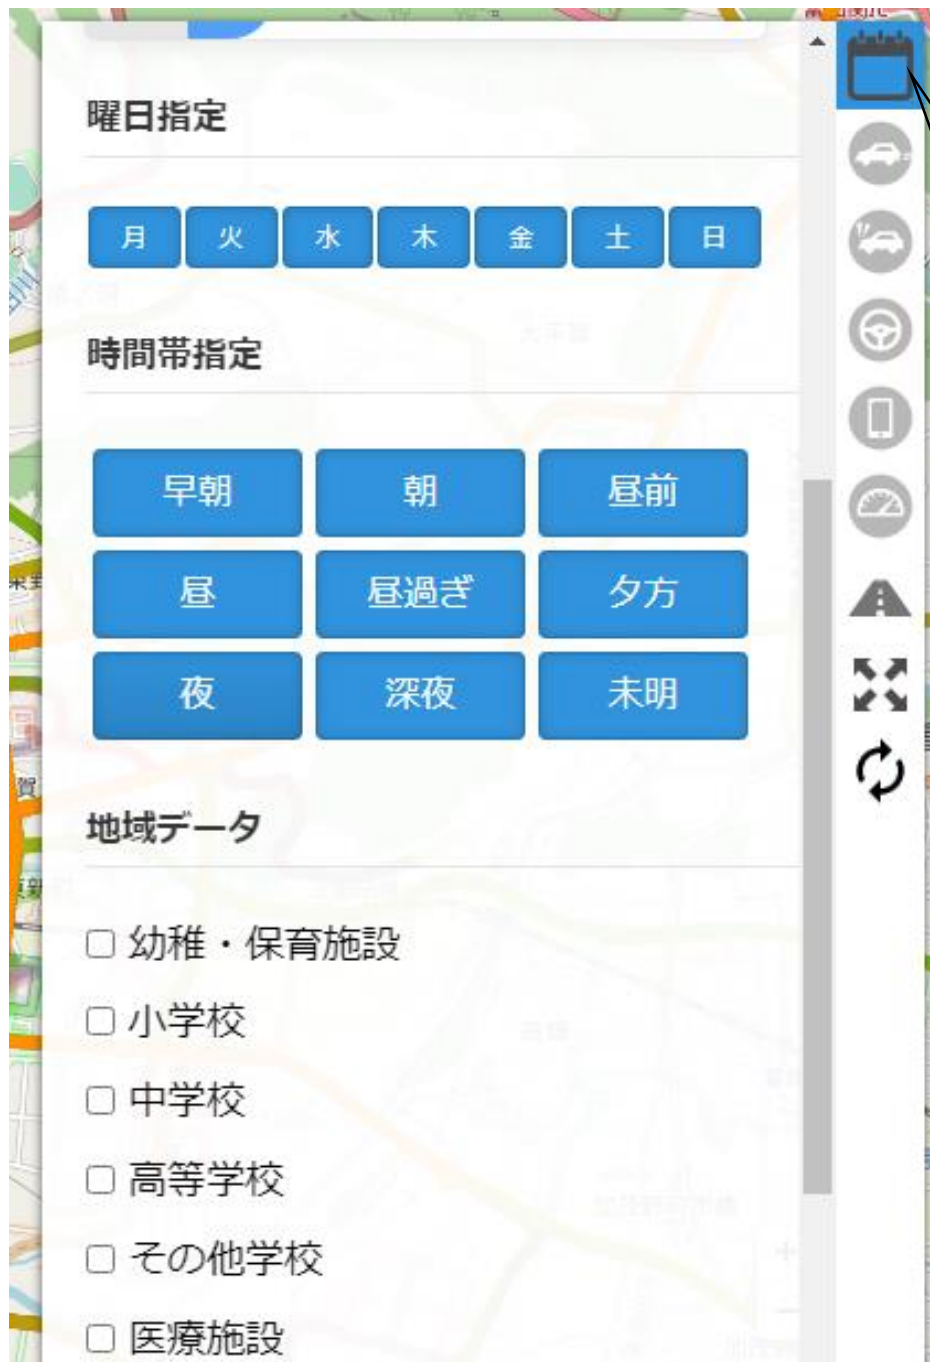 曜日指定
月 火 水 木 金 土 日
時間帯指定
早朝 朝 昼前
昼 昼過ぎ 夕方
夜 深夜 未明
地域データ
幼稚・保育施設
小学校
中学校
高等学校
その他学校
医療施設